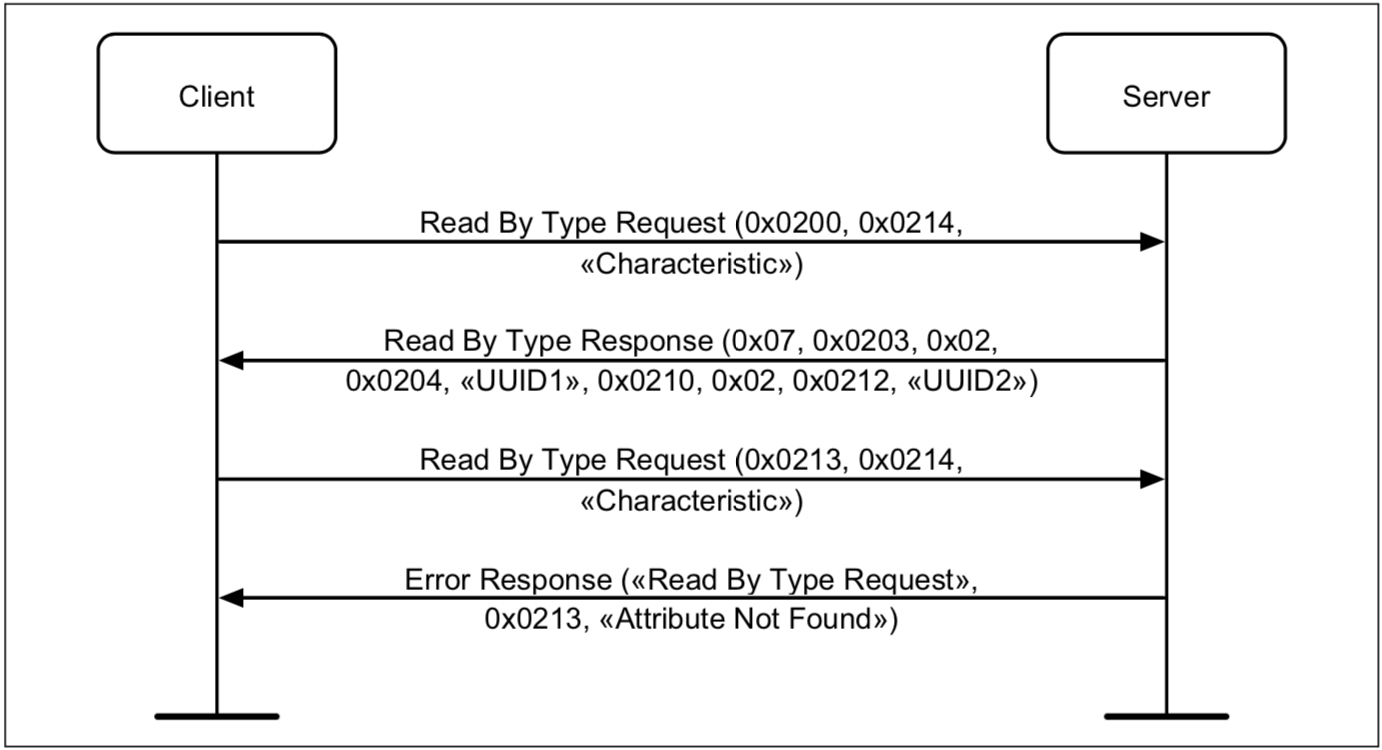 Client
Server
Read By Type Request (0x0200, 0x0214,
«Characteristic»)
Read By Type Response (0x07, 0x0203, 0x02,
0x0204, «UUID1», 0x0210, 0x02, 0x0212, «UUID2»)
Read By Type Request (0x0213, 0x0214,
«Characteristic»)
Error Response («Read By Type Request»,
0x0213, «Attribute Not Found»)